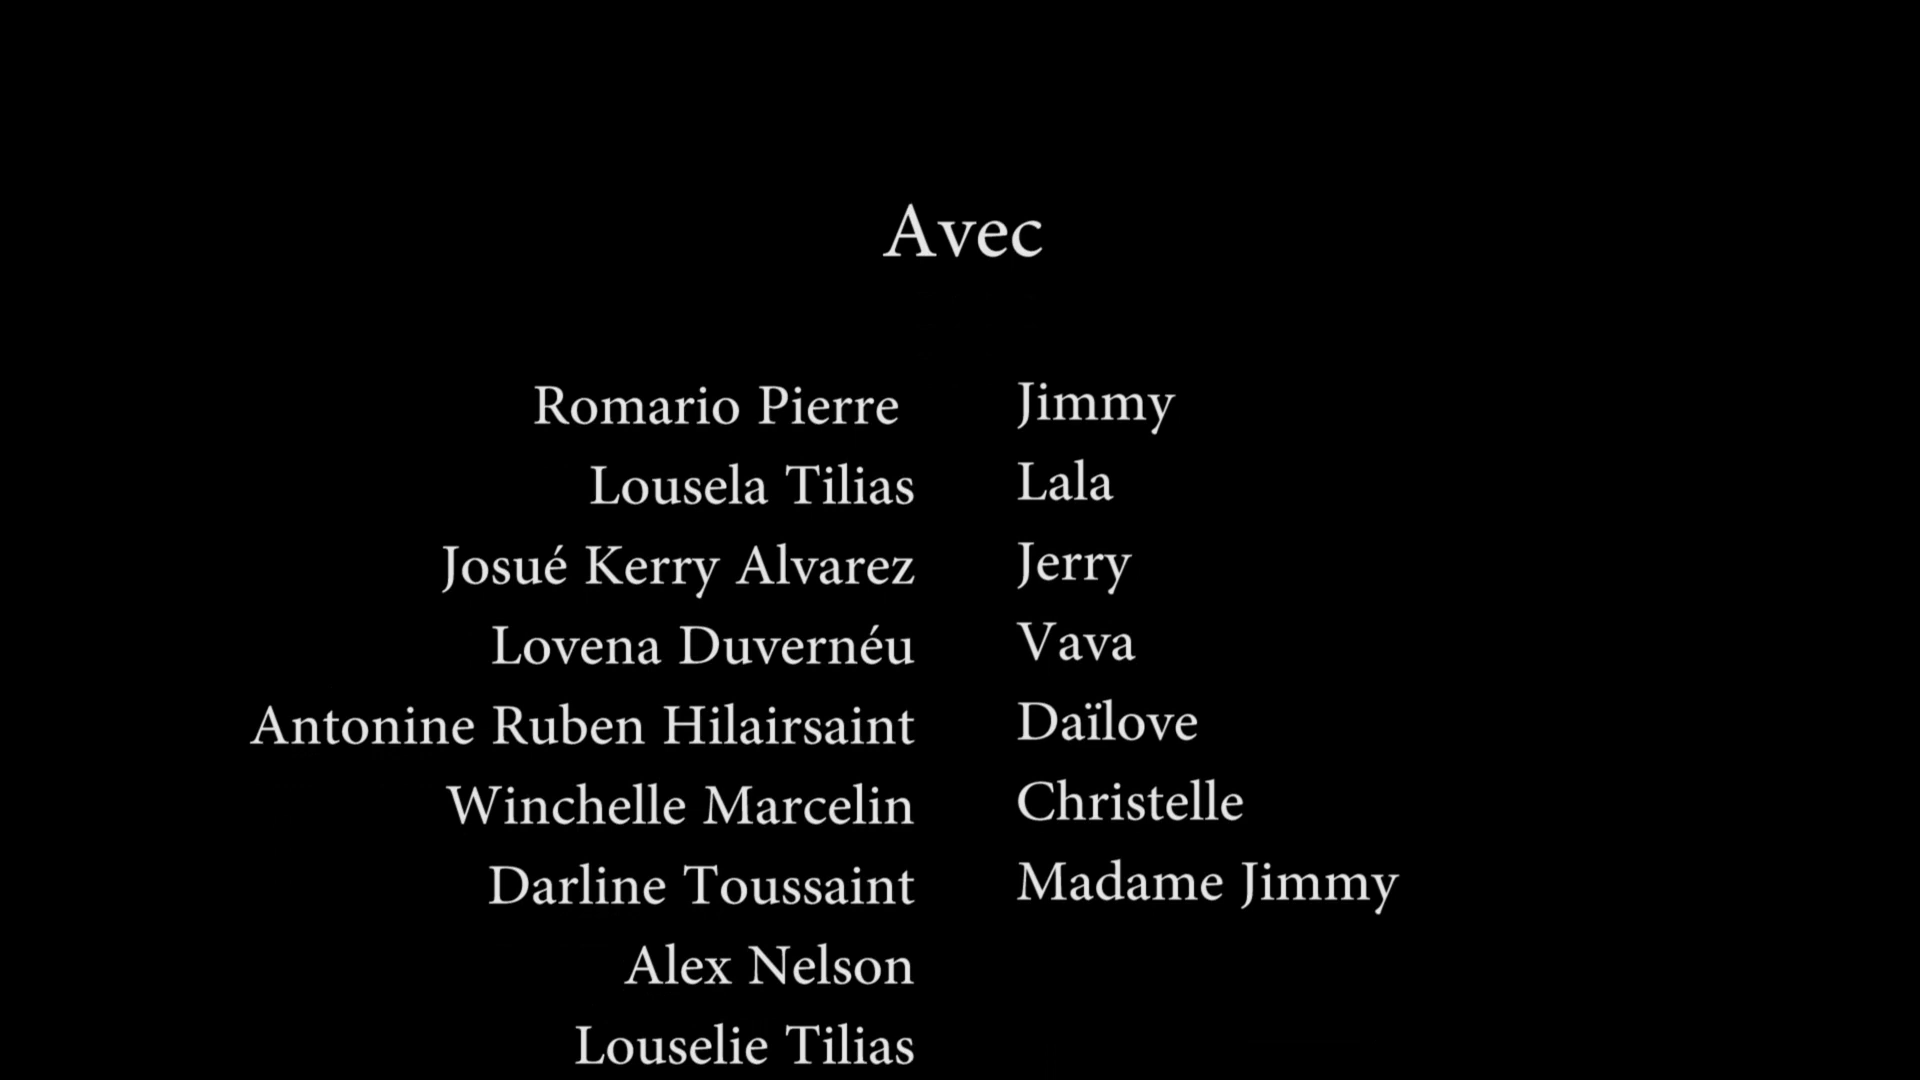 Avec
Romario Pierre Jimmy
Lousela Tilias Lala
Josué Kerry Alvarez Jerry
Lovena Duvernéu Vava
Antonine Ruben Hilairsaint Daïlove
Winchelle Marcelin Christelle
Darline Toussaint Madame Jimmy
Alex Nelson
Louselie Tilias